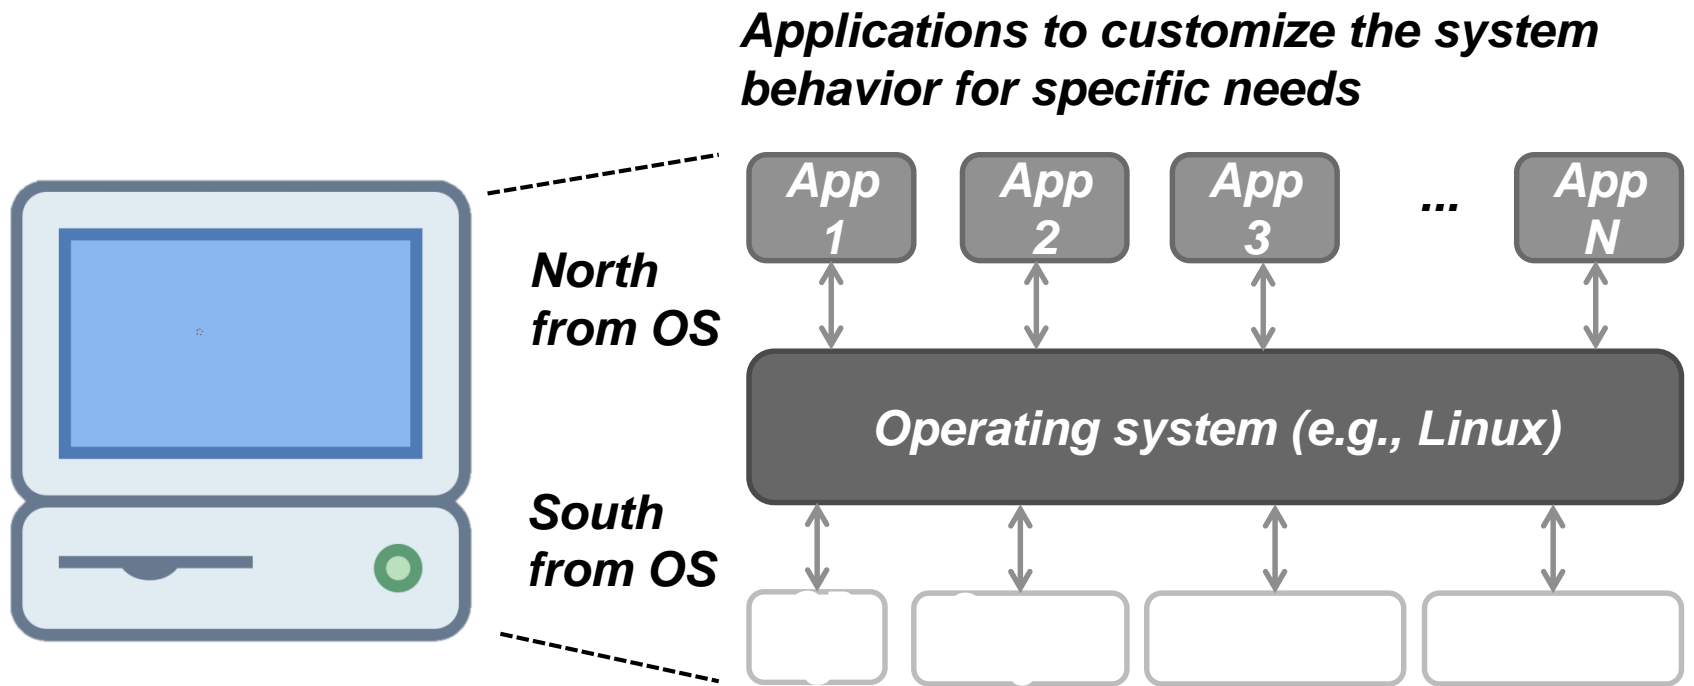 Applications to customize the system
behavior for specific needs
App
1
App
2
App
3
...
App
N
North
from OS
Operating system (e.g., Linux)
South
from OS